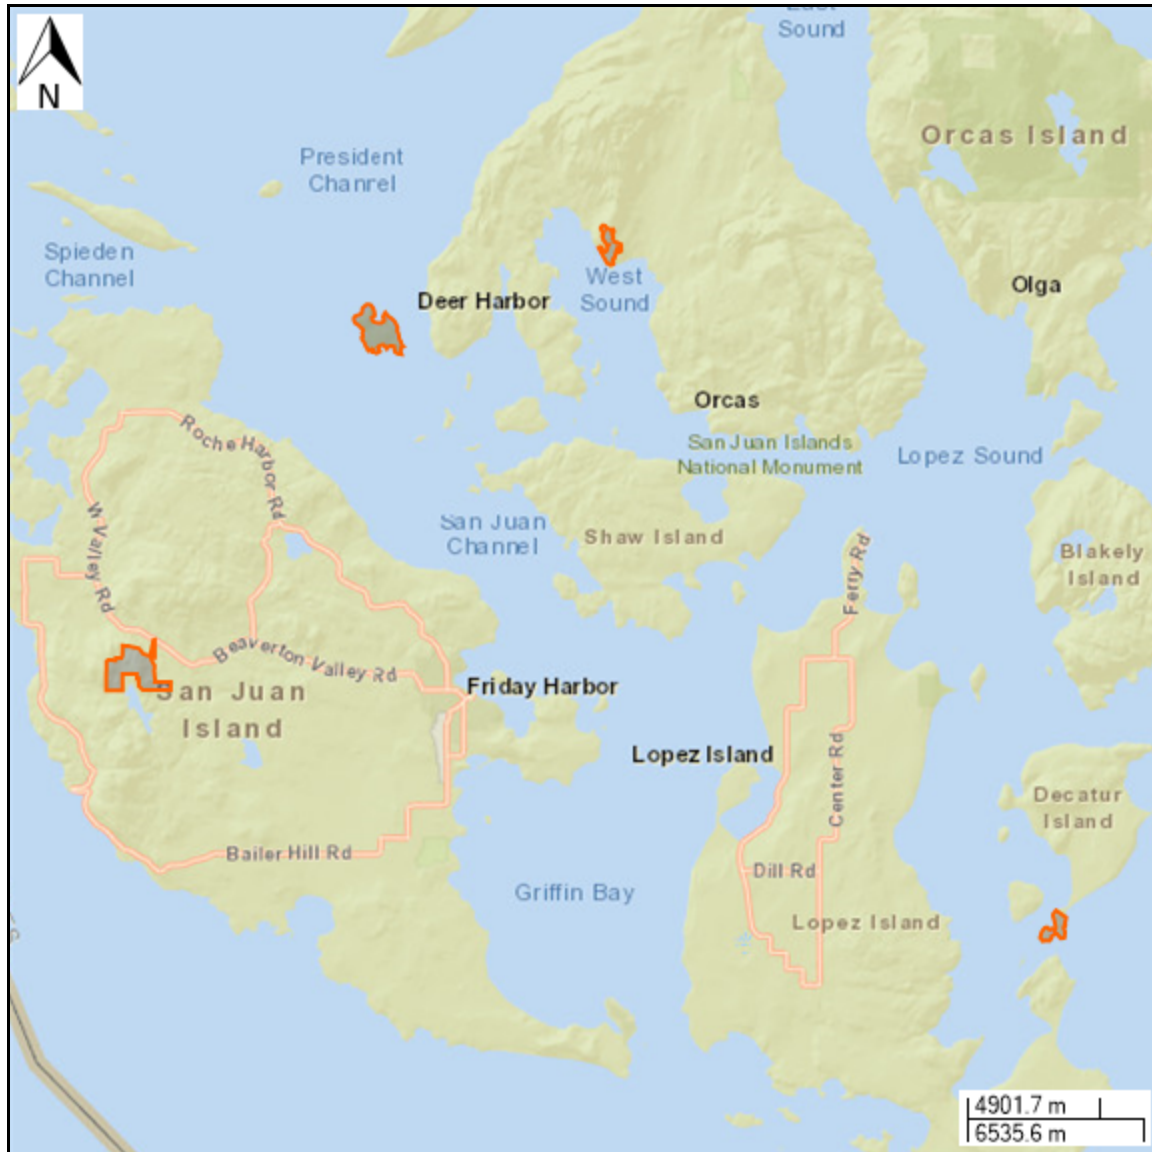 East
Sound
N
Orcas Island
President
Channel
Spieden
Channel
West
Sound
Olga
Deer Harbor
Orcas
Roche Harbor Rd
San Juan Islands
National Monument
Lopez Sound
W Valley Rd
San Juan
Channel
Shaw Island
Ferry Rd
Blakely
Island
Beaverton Valley Rd
San Juan
Island
Friday Harbor
Lopez Island
Center Rd
Decatur
Island
Bailer Hill Rd
Dill Rd
Griffin Bay
Lopez Island
4901.7 m
6535.6 m